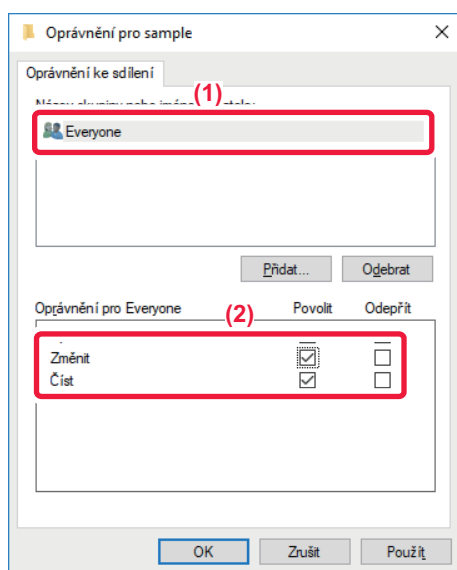 Oprávnění pro sample
Oprávnění ke sdílení
(1)
Everyone
Přidat...
Odebrat
Oprávnění pro Everyone
(2)
Povolit
Odepřít
Změnit
Číst
OK
Zrušit
Použít